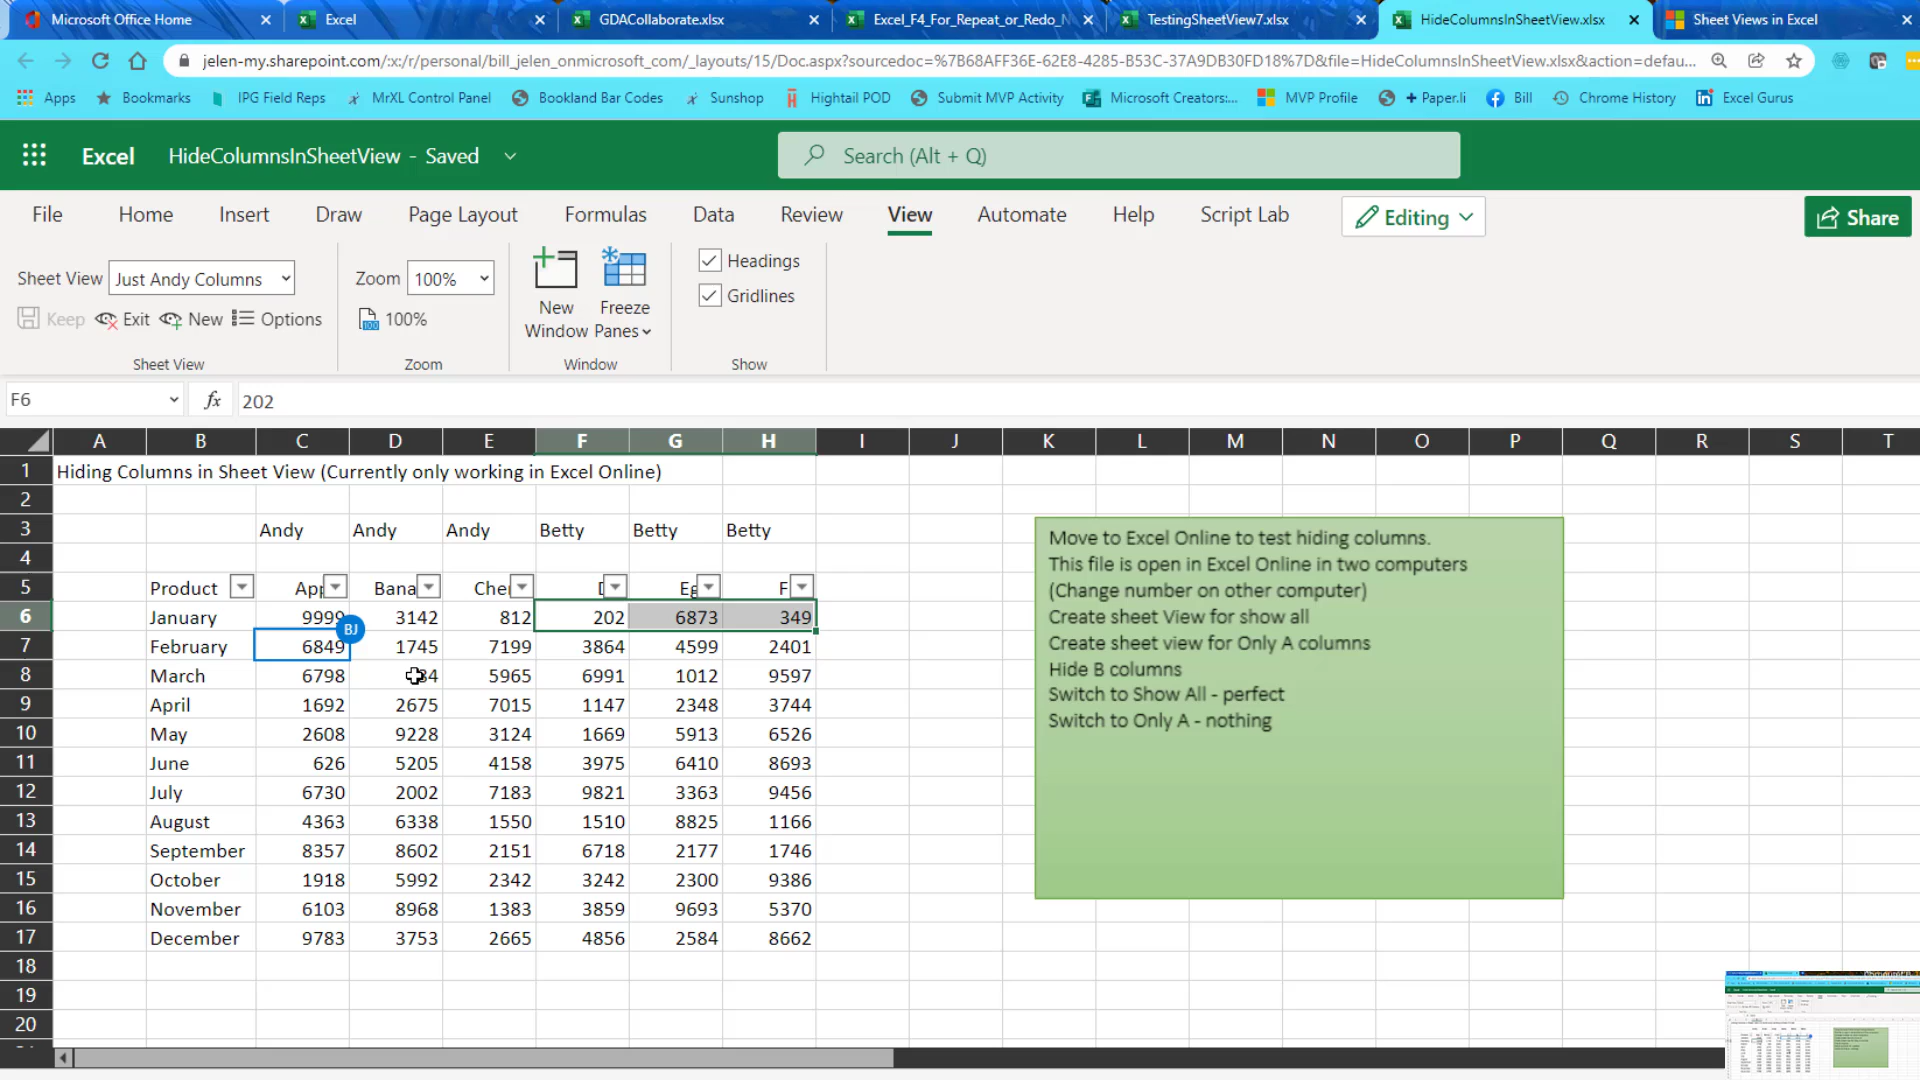 Microsoft Office Home
Excel
GDACollaborate.xlsx
Excel_F4_For_Repeat_or_Redo_N
TestingSheetView7.xlsx
HideColumnsInSheetView.xlsx
Sheet Views in Excel
jelen-my.sharepoint.com/:x:/r/personal/bill_jelen_onmicrosoft_com/_layouts/15/Doc.aspx?sourcedoc=%7B68AFF36E-62E8-4285-B53C-37A9DB30FD18%7D&file=HideColumnsInSheetView.xlsx&action=defau...
Apps
Bookmarks
IPG Field Reps
MrXL Control Panel
Bookland Bar Codes
Sunshop
Hightail POD
Submit MVP Activity
Microsoft Creators:...
MVP Profile
+ Paper.li
Bill
Chrome History
Excel Gurus
Excel HideColumnsInSheetView - Saved
Search (Alt + Q)
File Home Insert Draw Page Layout Formulas Data Review View Automate Help Script Lab
Editing
Share
Sheet View Just Andy Columns
Keep Exit New Options
Sheet View
Zoom 100%
100%
Zoom
New Window
Freeze Panes
Window
Headings
Gridlines
Show
F6 fx 202
A B C D E F G H I J K L M N O P Q R S T
1 Hiding Columns in Sheet View (Currently only working in Excel Online)
2
3 Andy Andy Andy Betty Betty Betty
4
5 Product App Bana Che Eg F
6 January 9999 3142 812 202 6873 349
BJ
7 February 6849 1745 7199 3864 4599 2401
8 March 6798 5965 6991 1012 9597
9 April 1692 2675 7015 1147 2348 3744
10 May 2608 9228 3124 1669 5913 6526
11 June 626 5205 4158 3975 6410 8693
12 July 6730 2002 7183 9821 3363 9456
13 August 4363 6338 1550 1510 8825 1166
14 September 8357 8602 2151 6718 2177 1746
15 October 1918 5992 2342 3242 2300 9386
16 November 6103 8968 1383 3859 9693 5370
17 December 9783 3753 2665 4856 2584 8662
18
19
20
Move to Excel Online to test hiding columns.
This file is open in Excel Online in two computers
(Change number on other computer)
Create sheet View for show all
Create sheet view for Only A columns
Hide B columns
Switch to Show All - perfect
Switch to Only A - nothing